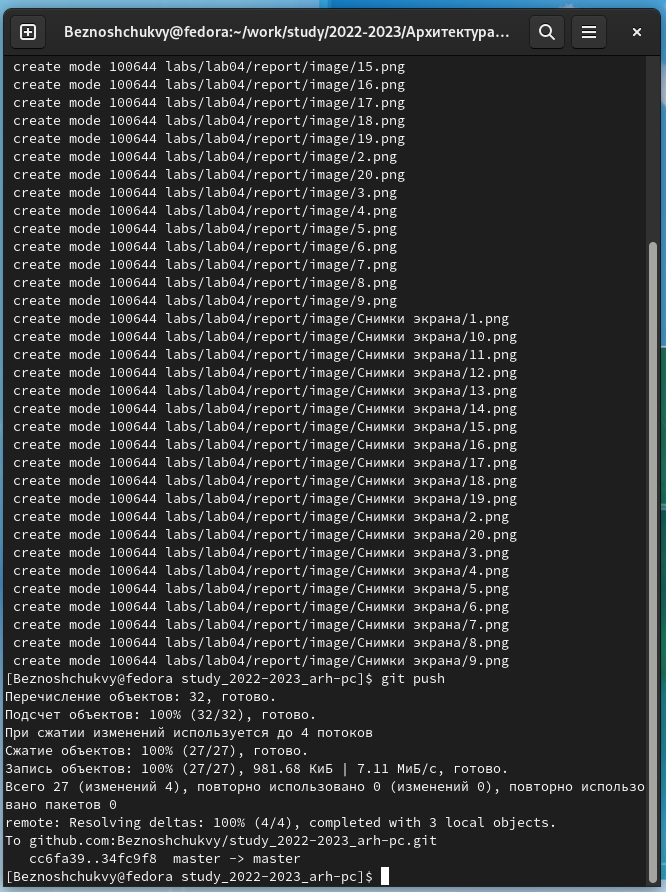 Beznoshchukvy@fedora:~/work/study/2022-2023/Архитектура...
create mode 100644 labs/lab04/report/image/15.png
create mode 100644 labs/lab04/report/image/16.png
create mode 100644 labs/lab04/report/image/17.png
create mode 100644 labs/lab04/report/image/18.png
create mode 100644 labs/lab04/report/image/19.png
create mode 100644 labs/lab04/report/image/2.png
create mode 100644 labs/lab04/report/image/20.png
create mode 100644 labs/lab04/report/image/3.png
create mode 100644 labs/lab04/report/image/4.png
create mode 100644 labs/lab04/report/image/5.png
create mode 100644 labs/lab04/report/image/6.png
create mode 100644 labs/lab04/report/image/7.png
create mode 100644 labs/lab04/report/image/8.png
create mode 100644 labs/lab04/report/image/9.png
create mode 100644 labs/lab04/report/image/Снимки экрана/1.png
create mode 100644 labs/lab04/report/image/Снимки экрана/10.png
create mode 100644 labs/lab04/report/image/Снимки экрана/11.png
create mode 100644 labs/lab04/report/image/Снимки экрана/12.png
create mode 100644 labs/lab04/report/image/Снимки экрана/13.png
create mode 100644 labs/lab04/report/image/Снимки экрана/14.png
create mode 100644 labs/lab04/report/image/Снимки экрана/15.png
create mode 100644 labs/lab04/report/image/Снимки экрана/16.png
create mode 100644 labs/lab04/report/image/Снимки экрана/17.png
create mode 100644 labs/lab04/report/image/Снимки экрана/18.png
create mode 100644 labs/lab04/report/image/Снимки экрана/19.png
create mode 100644 labs/lab04/report/image/Снимки экрана/2.png
create mode 100644 labs/lab04/report/image/Снимки экрана/20.png
create mode 100644 labs/lab04/report/image/Снимки экрана/3.png
create mode 100644 labs/lab04/report/image/Снимки экрана/4.png
create mode 100644 labs/lab04/report/image/Снимки экрана/5.png
create mode 100644 labs/lab04/report/image/Снимки экрана/6.png
create mode 100644 labs/lab04/report/image/Снимки экрана/7.png
create mode 100644 labs/lab04/report/image/Снимки экрана/8.png
create mode 100644 labs/lab04/report/image/Снимки экрана/9.png
[Beznoshchukvy@fedora study_2022-2023_arh-pc]$ git push
Перечисление объектов: 32, готово.
Подсчет объектов: 100% (32/32), готово.
При сжатии изменений используется до 4 потоков
Сжатие объектов: 100% (27/27), готово.
Запись объектов: 100% (27/27), 981.68 КиБ | 7.11 МиБ/с, готово.
Всего 27 (изменений 4), повторно использовано 0 (изменений 0), повторно использо
вано пакетов 0
remote: Resolving deltas: 100% (4/4), completed with 3 local objects.
To github.com:Beznoshchukvy/study_2022-2023_arh-pc.git
cc6fa39..34fc9f8  master -> master
[Beznoshchukvy@fedora study_2022-2023_arh-pc]$